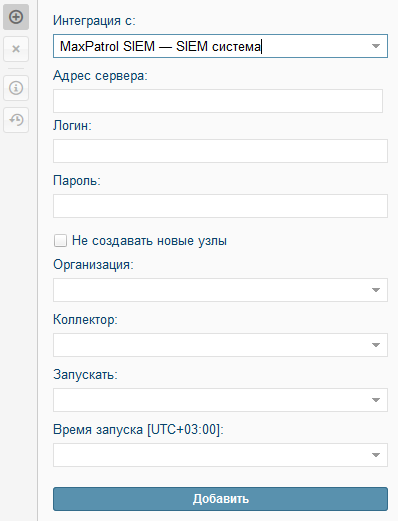 Интеграция с:
MaxPatrol SIEM — SIEM система
Адрес сервера:
Логин:
Пароль:
Не создавать новые узлы
Организация:
Коллектор:
Запускать:
Время запуска [UTC+03:00]:
Добавить